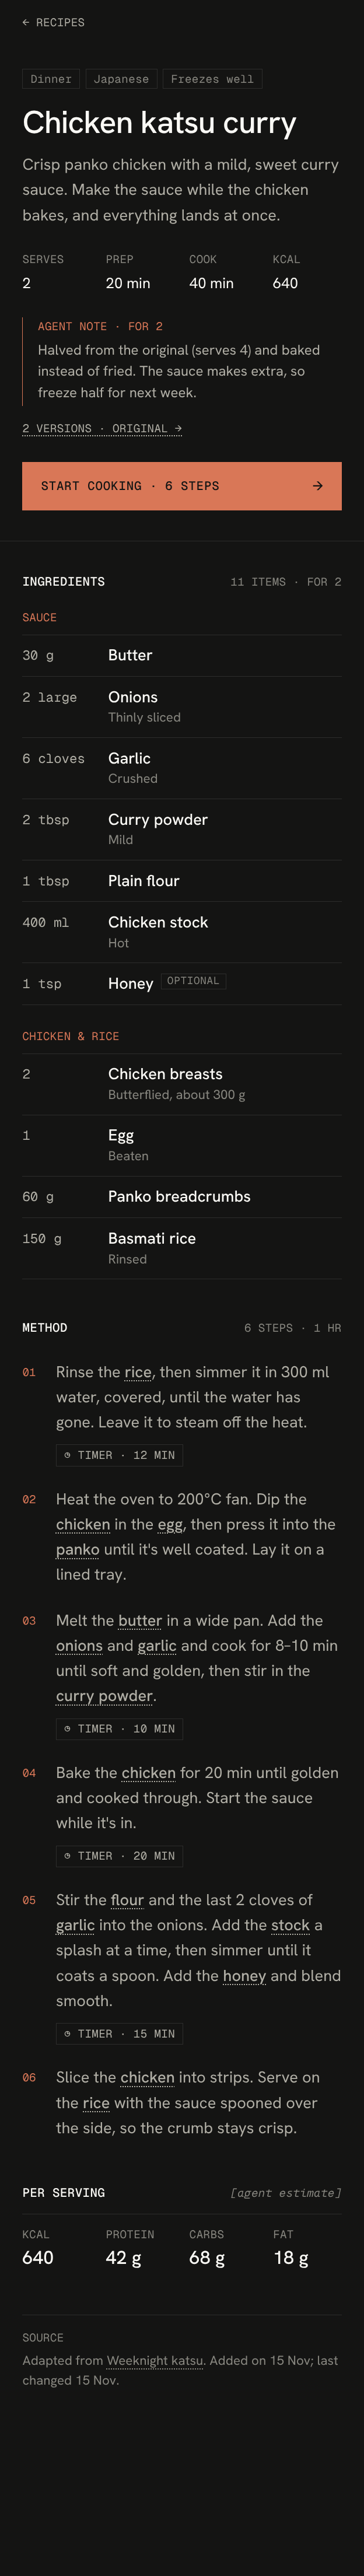 ← RECIPES
Dinner Japanese Freezes well
Chicken katsu curry
Crisp panko chicken with a mild, sweet curry
sauce. Make the sauce while the chicken
bakes, and everything lands at once.
SERVES PREP COOK KCAL
2 20 min 40 min 640
AGENT NOTE · FOR 2
Halved from the original (serves 4) and baked
instead of fried. The sauce makes extra, so
freeze half for next week.
2 VERSIONS · ORIGINAL →
START COOKING · 6 STEPS →
INGREDIENTS 11 ITEMS · FOR 2
SAUCE
30 g Butter
2 large Onions
Thinly sliced
6 cloves Garlic
Crushed
2 tbsp Curry powder
Mild
1 tbsp Plain flour
400 ml Chicken stock
Hot
1 tsp Honey OPTIONAL
CHICKEN & RICE
2 Chicken breasts
Butterflied, about 300 g
1 Egg
Beaten
60 g Panko breadcrumbs
150 g Basmati rice
Rinsed
METHOD 6 STEPS · 1 HR
01 Rinse the rice, then simmer it in 300 ml
water, covered, until the water has
gone. Leave it to steam off the heat.
TIMER · 12 MIN
02 Heat the oven to 200°C fan. Dip the
chicken in the egg, then press it into the
panko until it's well coated. Lay it on a
lined tray.
03 Melt the butter in a wide pan. Add the
onions and garlic and cook for 8–10 min
until soft and golden, then stir in the
curry powder.
TIMER · 10 MIN
04 Bake the chicken for 20 min until golden
and cooked through. Start the sauce
while it's in.
TIMER · 20 MIN
05 Stir the flour and the last 2 cloves of
garlic into the onions. Add the stock a
splash at a time, then simmer until it
coats a spoon. Add the honey and blend
smooth.
TIMER · 15 MIN
06 Slice the chicken into strips. Serve on
the rice with the sauce spooned over
the side, so the crumb stays crisp.
PER SERVING [agent estimate]
KCAL PROTEIN CARBS FAT
640 42 g 68 g 18 g
SOURCE
Adapted from Weeknight katsu. Added on 15 Nov; last
changed 15 Nov.